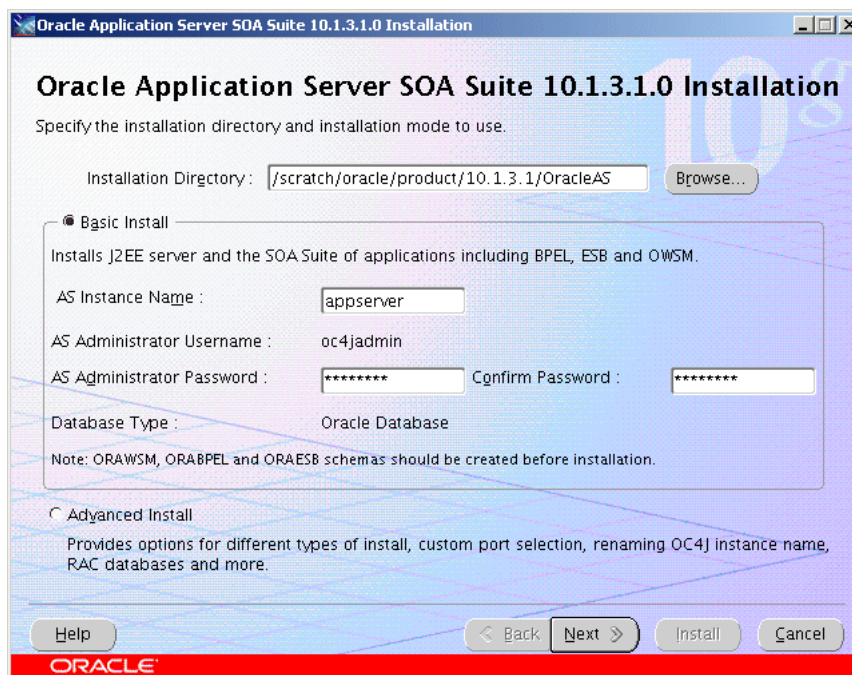 Oracle Application Server SOA Suite 10.1.3.1.0 Installation
10g
Oracle Application Server SOA Suite 10.1.3.1.0 Installation
Specify the installation directory and installation mode to use.
Installation Directory : /scratch/oracle/product/10.1.3.1/OracleAS Browse...
Basic Install
Installs J2EE server and the SOA Suite of applications including BPEL, ESB and OWSM.
AS Instance Name : appserver
AS Administrator Username : oc4jadmin
AS Administrator Password : ******** Confirm Password : ********
Database Type : Oracle Database
Note: ORAWSM, ORABPEL and ORAESB schemas should be created before installation.
Advanced Install
Provides options for different types of install, custom port selection, renaming OC4J instance name,
RAC databases and more.
Help Back Next Install Cancel
ORACLE